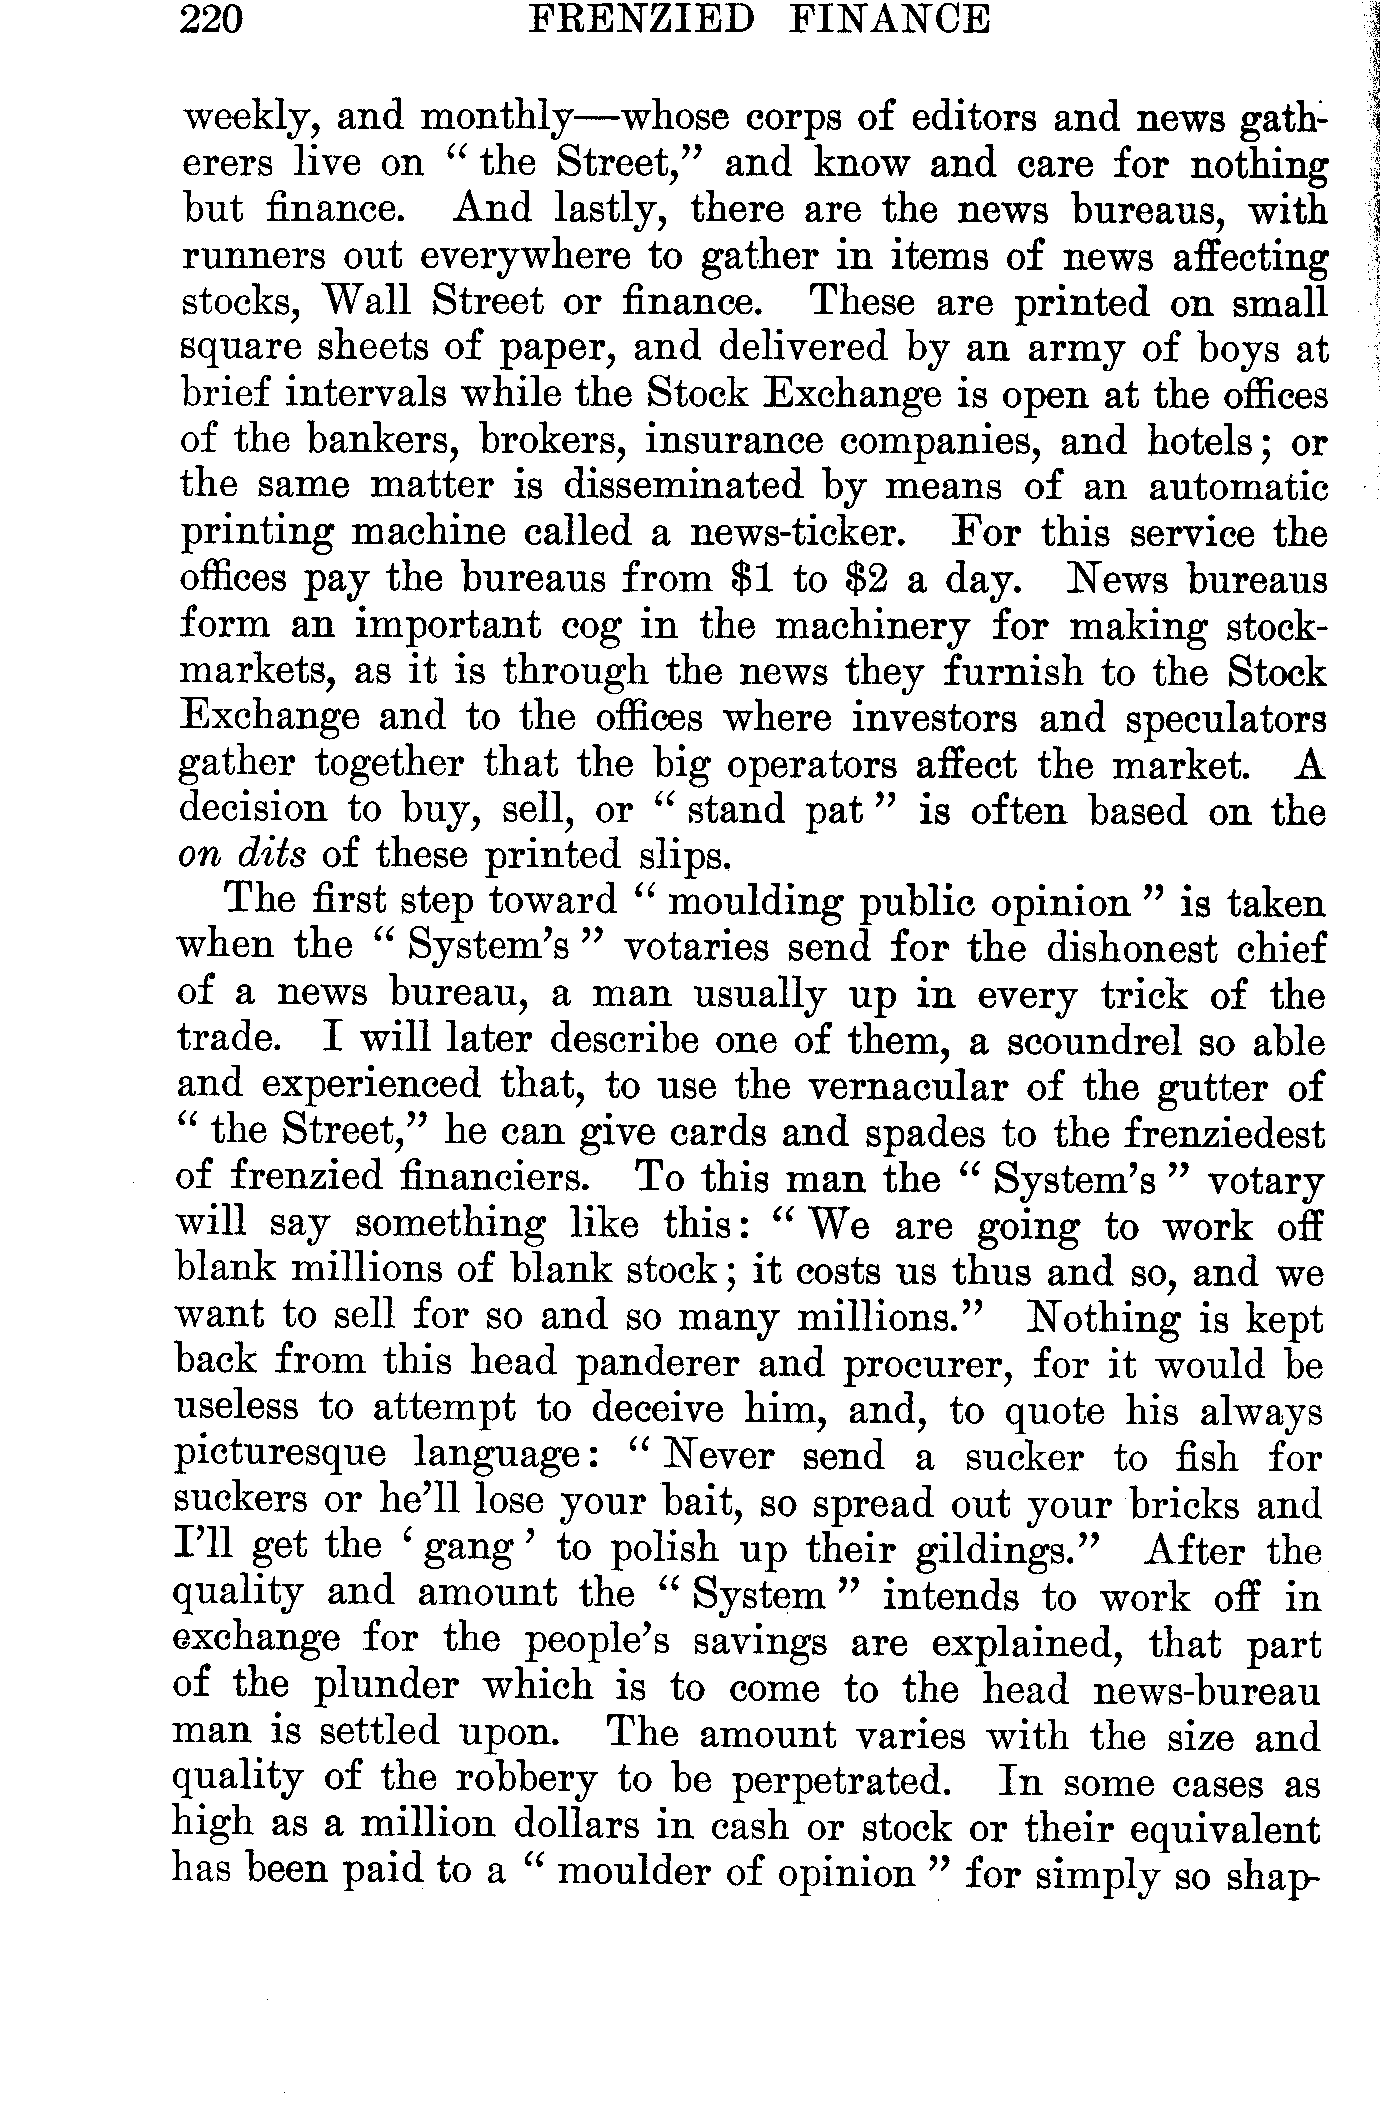 220 FRENZIED FINANCE
weekly, and monthly—whose corps of editors and news gath-
erers live on “ the Street,” and know and care for nothing
but finance. And lastly, there are the news bureaus, with
runners out everywhere to gather in items of news affecting
stocks, Wall Street or finance. These are printed on small
square sheets of paper, and delivered by an army of boys at
brief intervals while the Stock Exchange is open at the offices
of the bankers, brokers, insurance companies, and hotels; or
the same matter is disseminated by means of an automatic
printing machine called a news-ticker. For this service the
offices pay the bureaus from $1 to $2 a day. News bureaus
form an important cog in the machinery for making stock-
markets, as it is through the news they furnish to the Stock
Exchange and to the offices where investors and speculators
gather together that the big operators affect the market. A
decision to buy, sell, or “ stand pat ” is often based on the
on dits of these printed slips.
The first step toward “ moulding public opinion ” is taken
when the “ System’s ” votaries send for the dishonest chief
of a news bureau, a man usually up in every trick of the
trade. I will later describe one of them, a scoundrel so able
and experienced that, to use the vernacular of the gutter of
“ the Street,” he can give cards and spades to the frenziedest
of frenzied financiers. To this man the “ System’s ” votary
will say something like this: “ We are going to work off
blank millions of blank stock; it costs us thus and so, and we
want to sell for so and so many millions.” Nothing is kept
back from this head panderer and procurer, for it would be
useless to attempt to deceive him, and, to quote his always
picturesque language: “ Never send a sucker to fish for
suckers or he’ll lose your bait, so spread out your bricks and
I’ll get the ‘ gang ’ to polish up their gildings.” After the
quality and amount the “ System ” intends to work off in
exchange for the people’s savings are explained, that part
of the plunder which is to come to the head news-bureau
man is settled upon. The amount varies with the size and
quality of the robbery to be perpetrated. In some cases as
high as a million dollars in cash or stock or their equivalent
has been paid to a “ moulder of opinion ” for simply so shap-